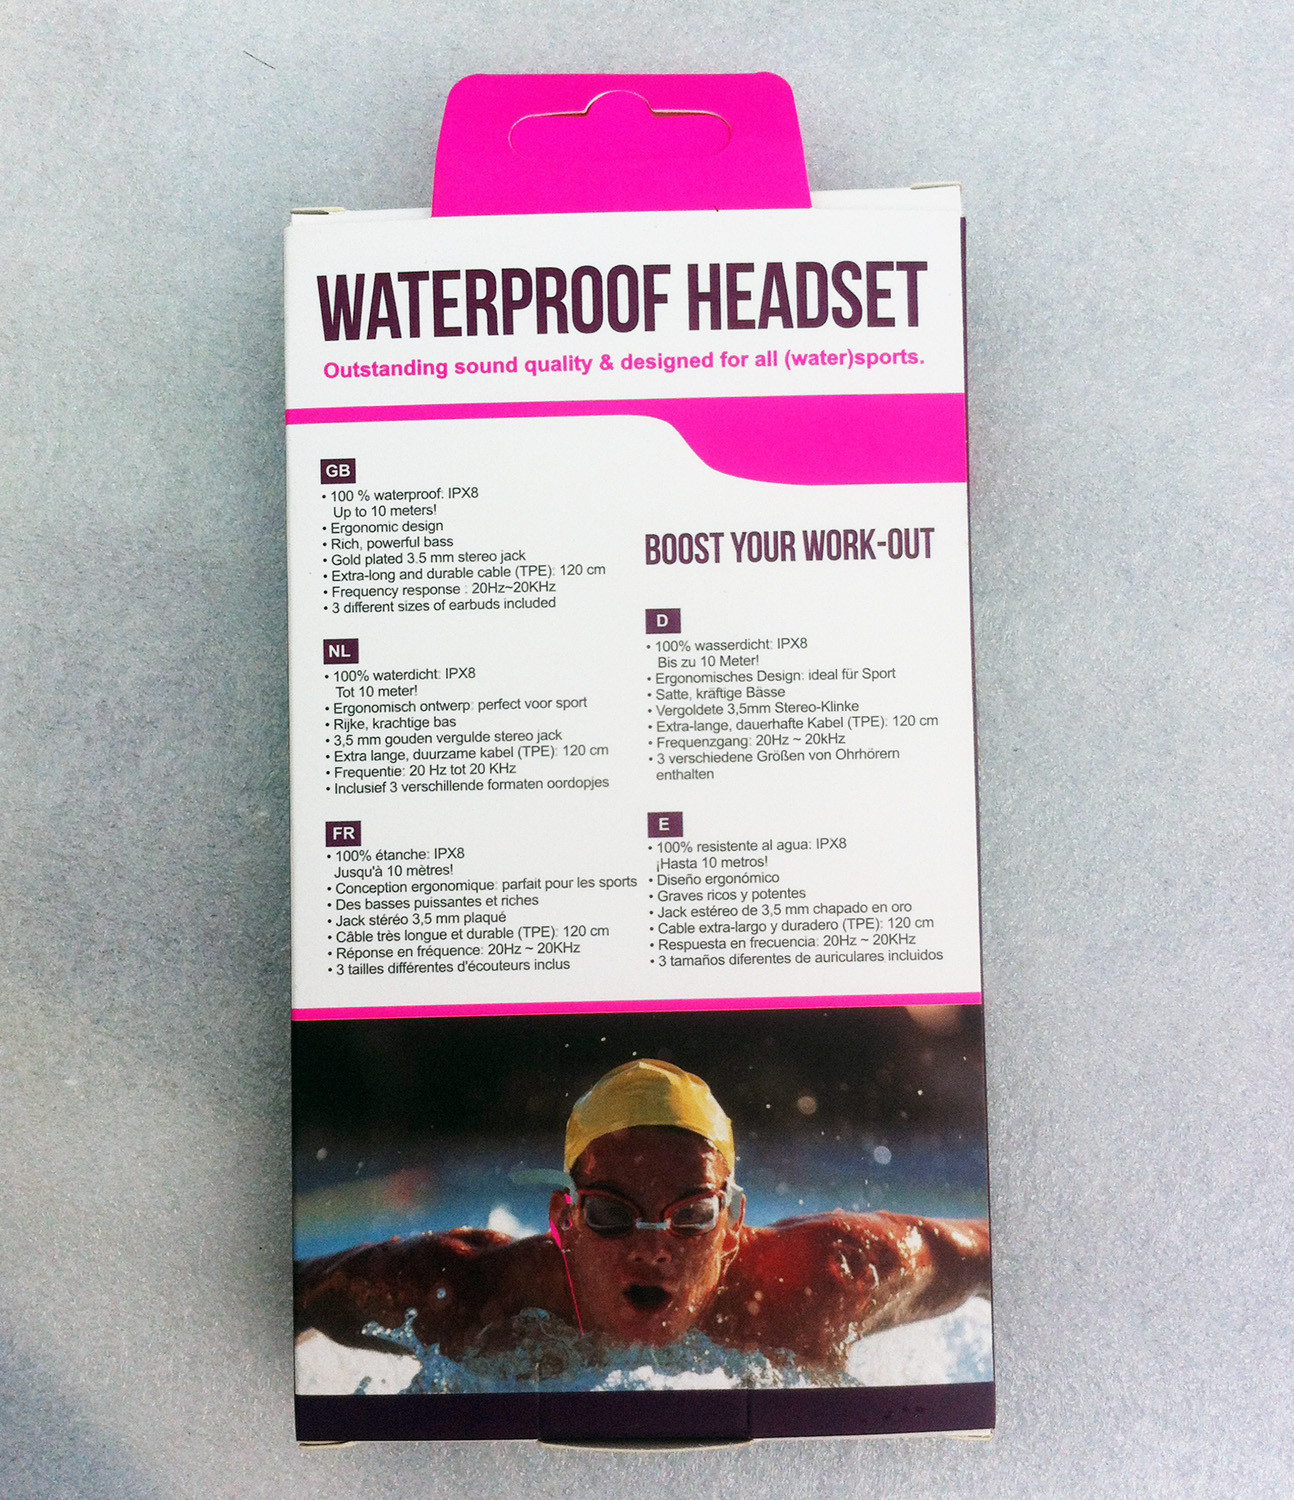 WATERPROOF HEADSET
Outstanding sound quality & designed for all (water)sports.
GB
• 100 % waterproof: IPX8
Up to 10 meters!
• Ergonomic design
• Rich, powerful bass
• Gold plated 3.5 mm stereo jack
• Extra-long and durable cable (TPE): 120 cm
• Frequency response : 20Hz~20KHz
• 3 different sizes of earbuds included
NL
• 100% waterdicht: IPX8
Tot 10 meter!
• Ergonomisch ontwerp: perfect voor sport
• Rijke, krachtige bas
• 3,5 mm gouden vergulde stereo jack
• Extra lange, duurzame kabel (TPE): 120 cm
• Frequentie: 20 Hz tot 20 KHz
• Inclusief 3 verschillende formaten oordopjes
FR
• 100% étanche: IPX8
Jusqu'à 10 mètres!
• Conception ergonomique: parfait pour les sports
• Des basses puissantes et riches
• Jack stéréo 3,5 mm plaqué
• Câble très longue et durable (TPE): 120 cm
• Réponse en fréquence: 20Hz ~ 20KHz
• 3 tailles différentes d'écouteurs inclus
BOOST YOUR WORK-OUT
D
• 100% wasserdicht: IPX8
Bis zu 10 Meter!
• Ergonomisches Design: ideal für Sport
• Satte, kräftige Bässe
• Vergoldete 3,5mm Stereo-Klinke
• Extra-lange, dauerhafte Kabel (TPE): 120 cm
• Frequenzgang: 20Hz ~ 20kHz
• 3 verschiedene Größen von Ohrhörern
enthalten
E
• 100% resistente al agua: IPX8
¡Hasta 10 metros!
• Diseño ergonómico
• Graves ricos y potentes
• Jack estéreo de 3,5 mm chapado en oro
• Cable extra-largo y duradero (TPE): 120 cm
• Respuesta en frecuencia: 20Hz ~ 20KHz
• 3 tamaños diferentes de auriculares incluidos